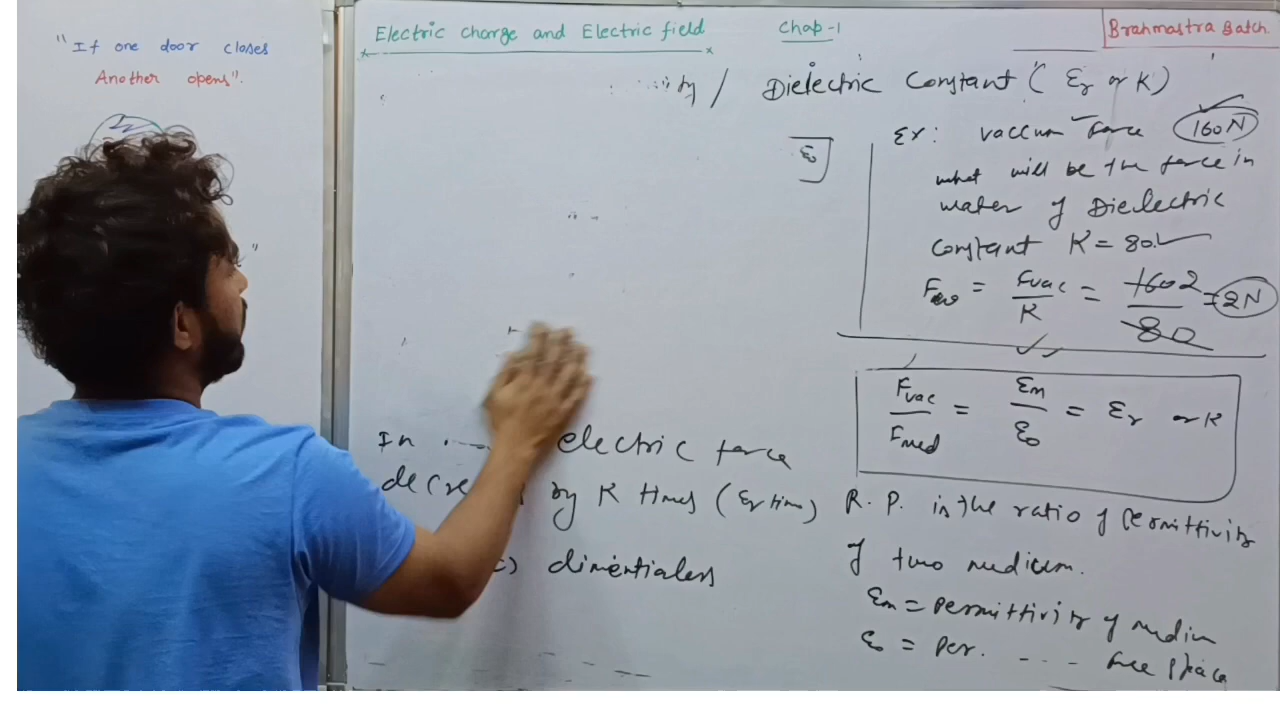 "If one door closes
Another opens".
Electric charge and Electric field
Chap-1
Brahmastra Batch
/ Dielectric Constant ( εr or K)
ε0
Ex: vaccum force 160N
what will be the force in
water of Dielectric
constant K = 80.
F = Fvac/K = 160 2/80 = 2N
Fvac/Fmed = εm/ε0 = εr or K
In electric force
by K times ( εr times)
dimentialess
R. P. is the ratio of Permittivity
of two medium.
εm = Permittivity of medium
ε0 = Per. - - - free space